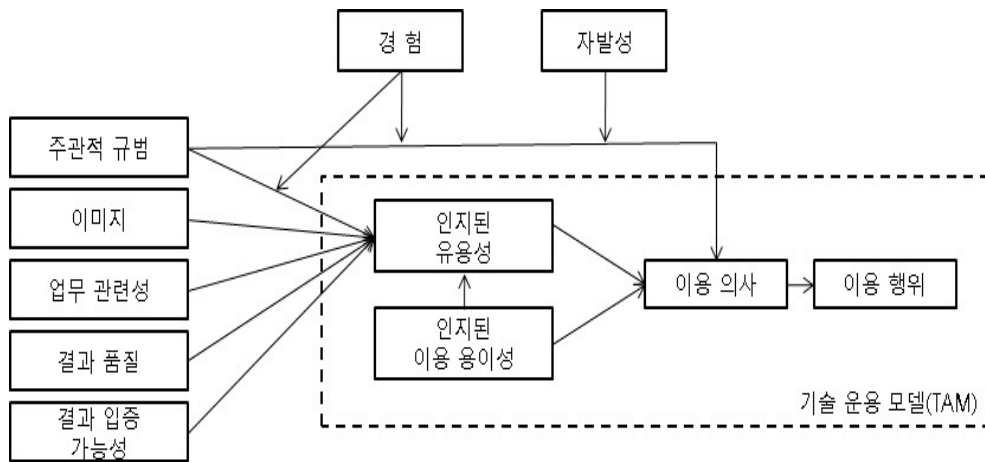 경 험
자발성
주관적 규범
이미지
업무 관련성
결과 품질
결과 입증
가능성
인지된
유용성
인지된
이용 용이성
이용 의사
이용 행위
기술 운용 모델(TAM)